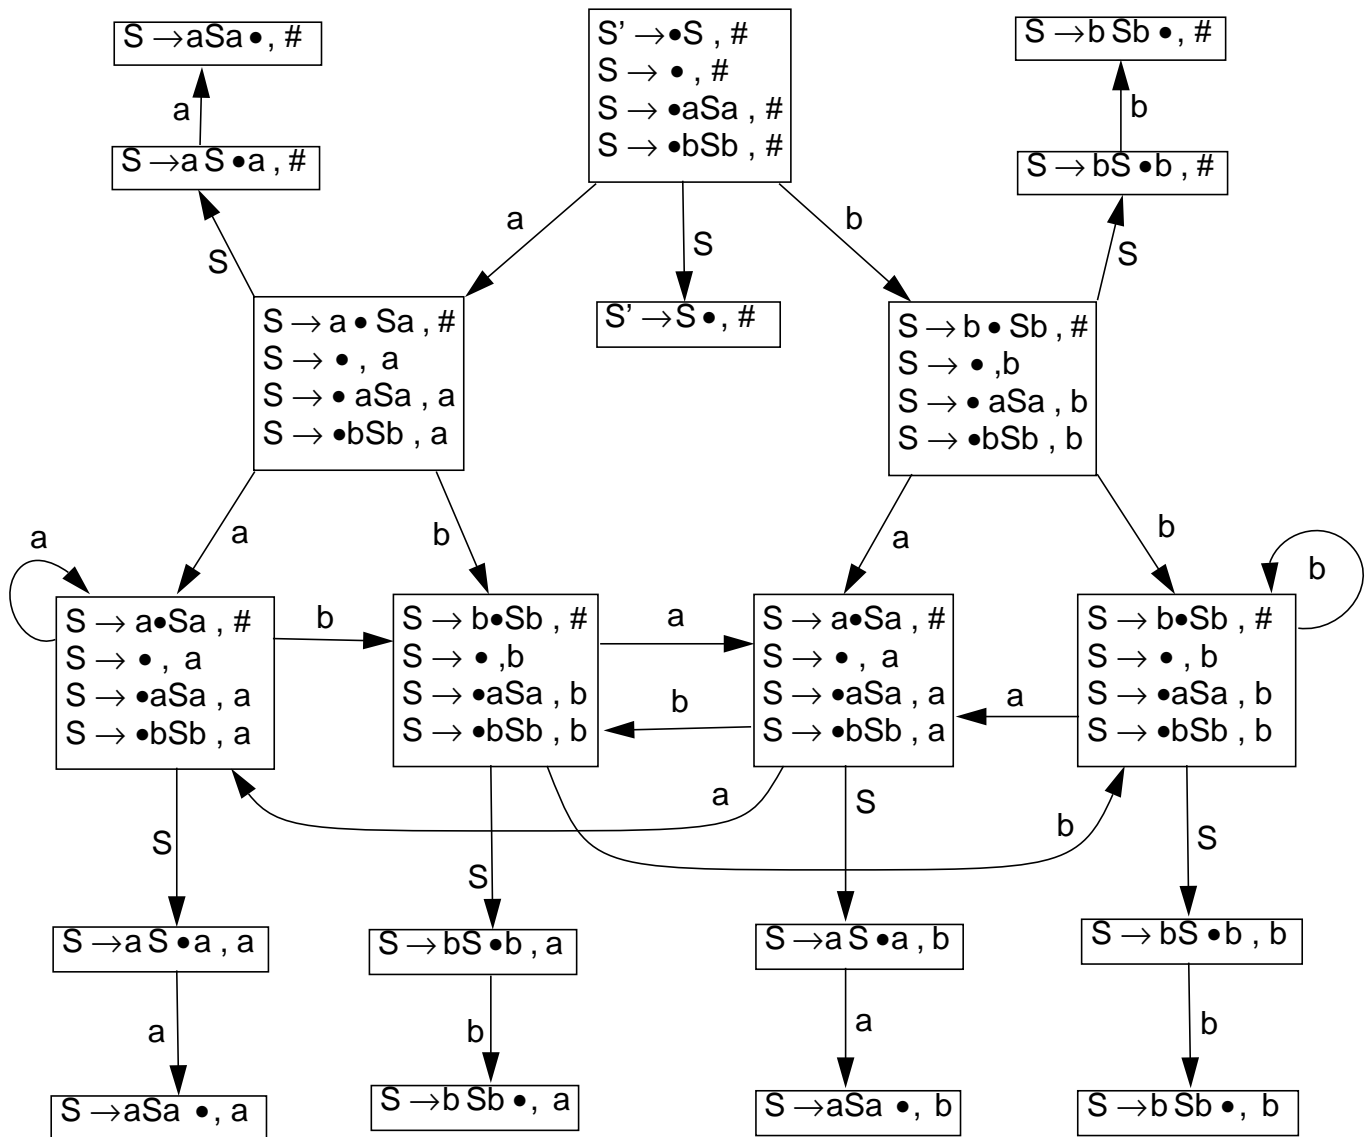 S →aSa •, #
S' →•S , #
S → • , #
S → •aSa , #
S → •bSb , #
S →b Sb •, #
a
b
S →a S •a , #
S → bS •b , #
a
b
S
S
S
S → a • Sa , #
S → • , a
S → • aSa , a
S → •bSb , a
S' → S •, #
S → b • Sb , #
S → • ,b
S → • aSa , b
S → •bSb , b
a
a
b
a
b
b
S → a•Sa , #
S → • , a
S → •aSa , a
S → •bSb , a
b
S → b•Sb , #
S → • ,b
S → •aSa , b
S → •bSb , b
a
b
S → a•Sa , #
S → • , a
S → •aSa , a
S → •bSb , a
a
S → b•Sb , #
S → • , b
S → •aSa , b
S → •bSb , b
a
b
S
S
S
S
S →a S •a , a
S → bS •b , a
S →a S •a , b
S → bS •b , b
a
b
a
b
S →aSa •, a
S →b Sb •, a
S →aSa •, b
S →b Sb •, b